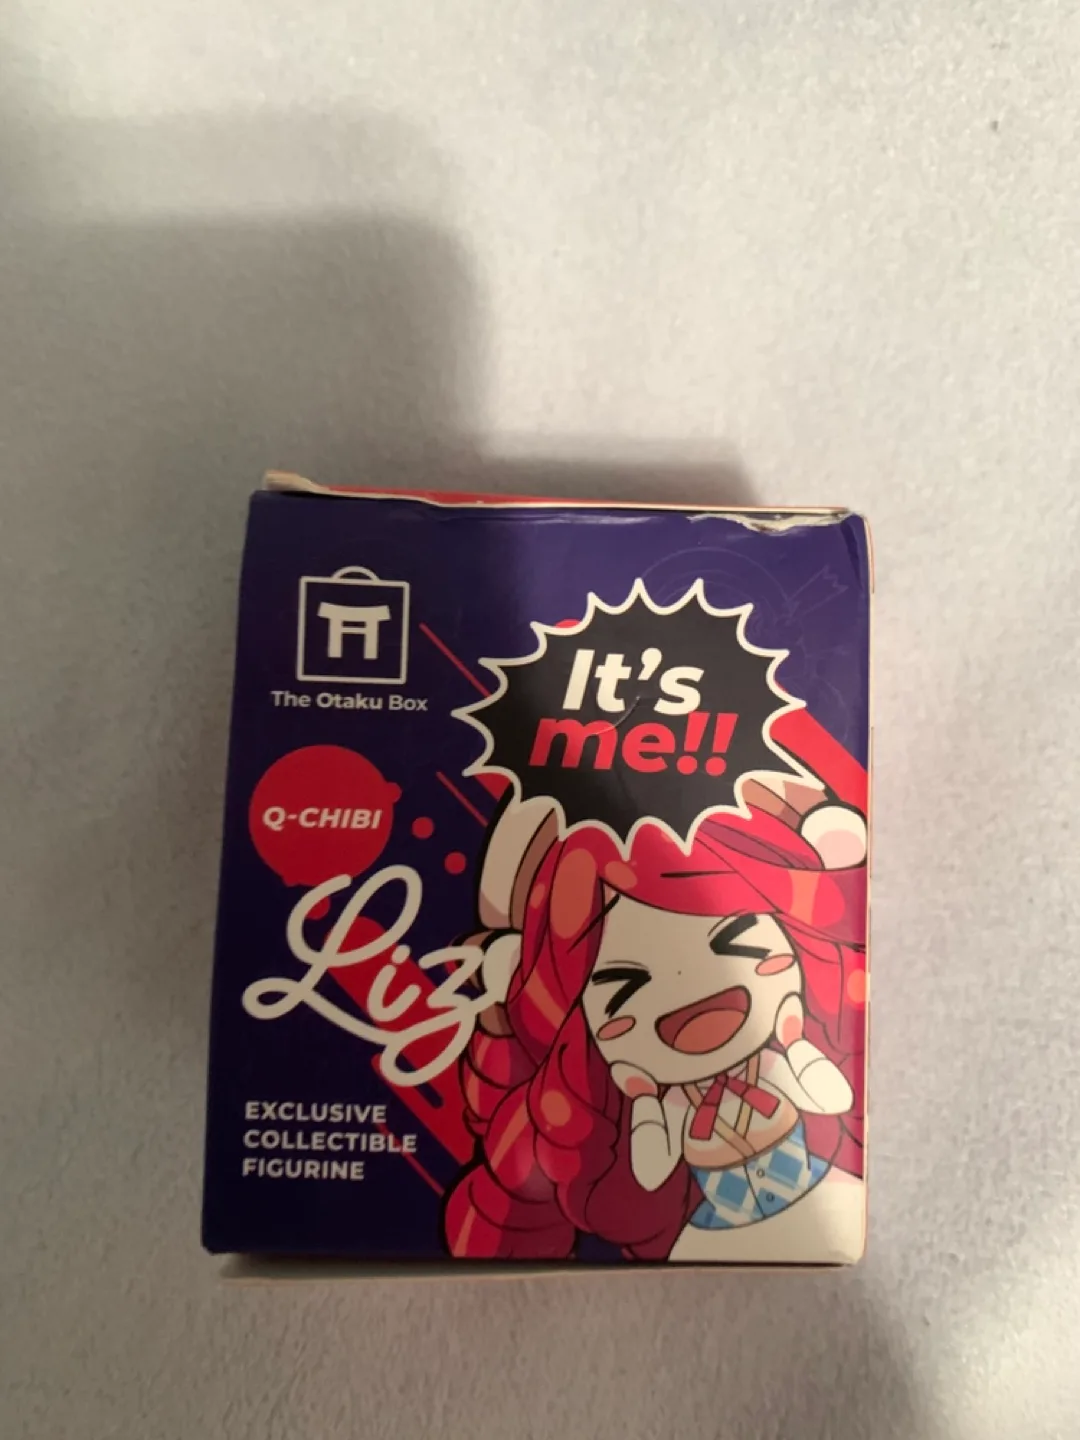 The Otaku Box
It's
me!!
Q-CHIBI
Liz
EXCLUSIVE
COLLECTIBLE
FIGURINE